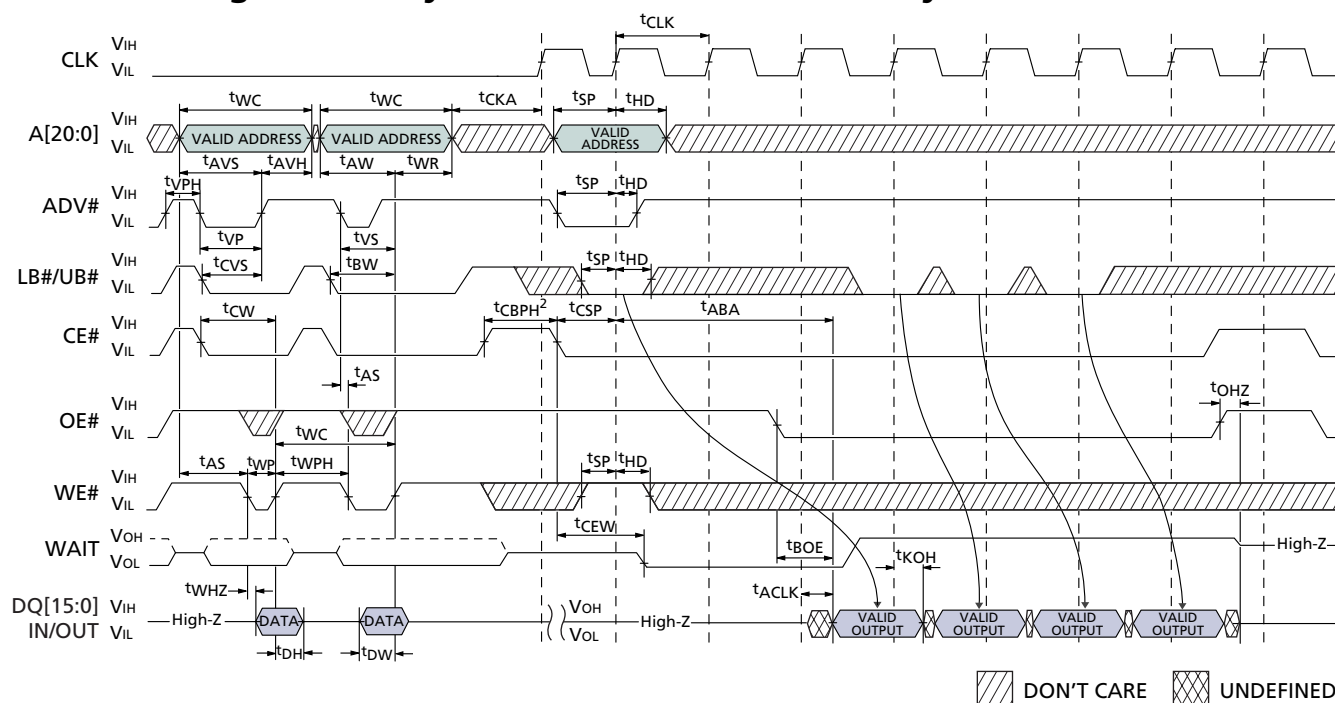 tCLK
CLK VIH
VIL
tWC tWC tCKA tSP tHD
A[20:0] VIH
VIL
VALID ADDRESS VALID ADDRESS VALID
ADDRESS
tAVS tAVH tAW tWR
tVPH tSP tHD
ADV# VIH
VIL
tVP tVS
LB#/UB# VIH
VIL
tCVS tBW tSP tHD
tCW tCBPH2 tCSP tABA
CE# VIH
VIL
tAS tOHZ
OE# VIH
VIL
tWC
tAS tWP tWPH tSP tHD
WE# VIH
VIL
tCEW
WAIT VOH
VOL
High-Z
tBOE tKOH
tWHZ tACLK
DQ[15:0]
IN/OUT
VIH
VIL
High-Z DATA DATA VOH
VOL
High-Z VALID
OUTPUT
VALID
OUTPUT
VALID
OUTPUT
VALID
OUTPUT
tDH tDW
DON'T CARE UNDEFINED